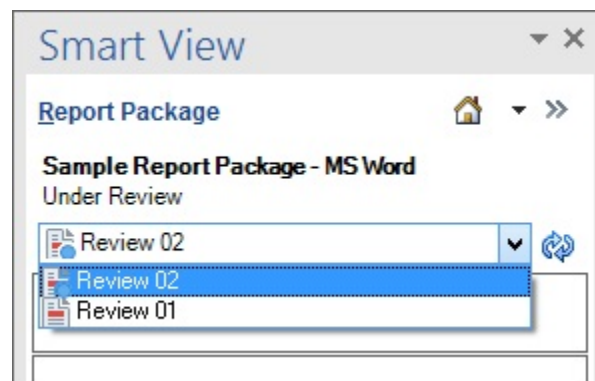 Smart View
Report Package
Sample Report Package - MS Word
Under Review
Review 02
Review 02
Review 01